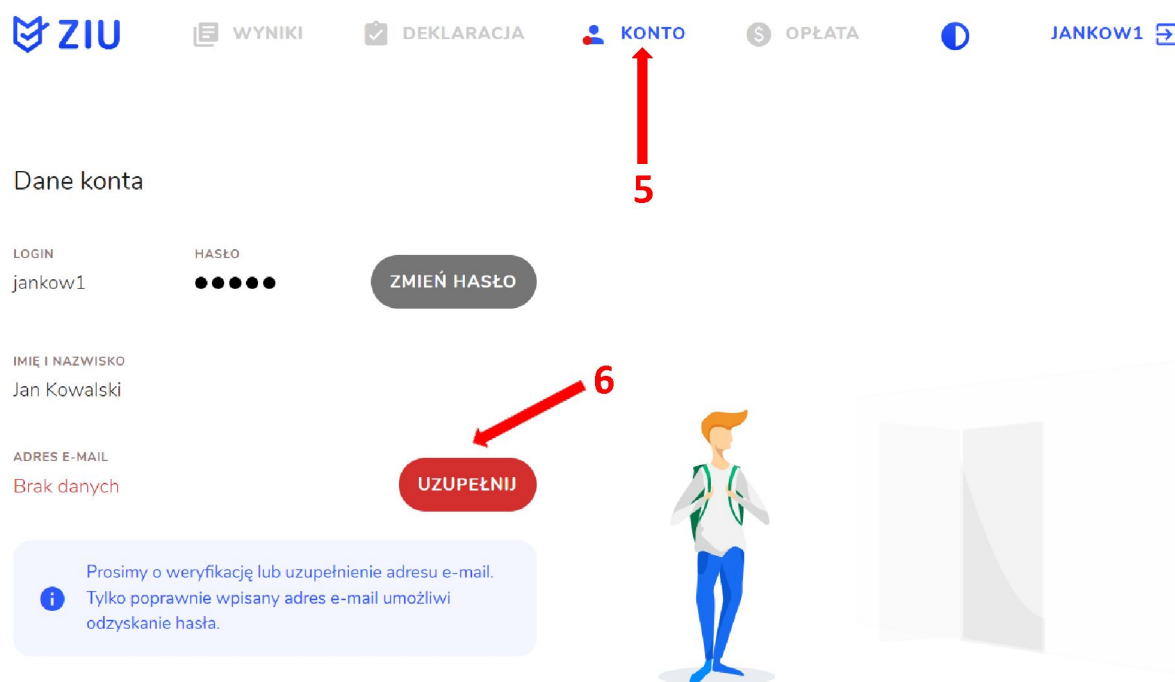 ZIU WYNIKI DEKLARACJA KONTO OPŁATA JANKOW1
5
Dane konta
LOGIN HASŁO
jankow1 ●●●●● ZMIEŃ HASŁO
IMIĘ I NAZWISKO
Jan Kowalski
6
ADRES E-MAIL
Brak danych UZUPEŁNIJ
Prosimy o weryfikację lub uzupełnienie adresu e-mail.
Tylko poprawnie wpisany adres e-mail umożliwi
odzyskanie hasła.